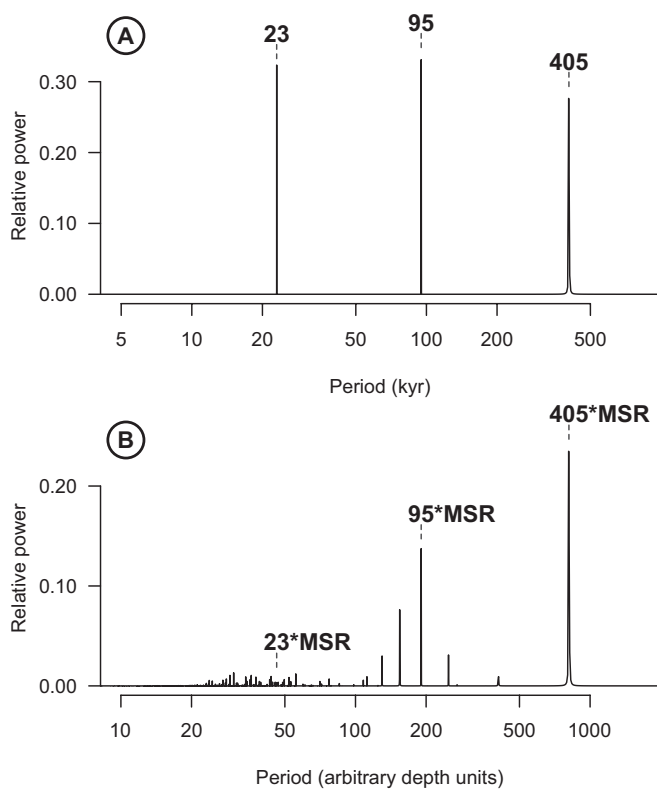 A
23
95
405
0.30
0.20
0.10
0.00
Relative power
5 10 20 50 100 200 500
Period (kyr)
B
405*MSR
95*MSR
23*MSR
0.20
0.10
0.00
Relative power
10 20 50 100 200 500 1000
Period (arbitrary depth units)